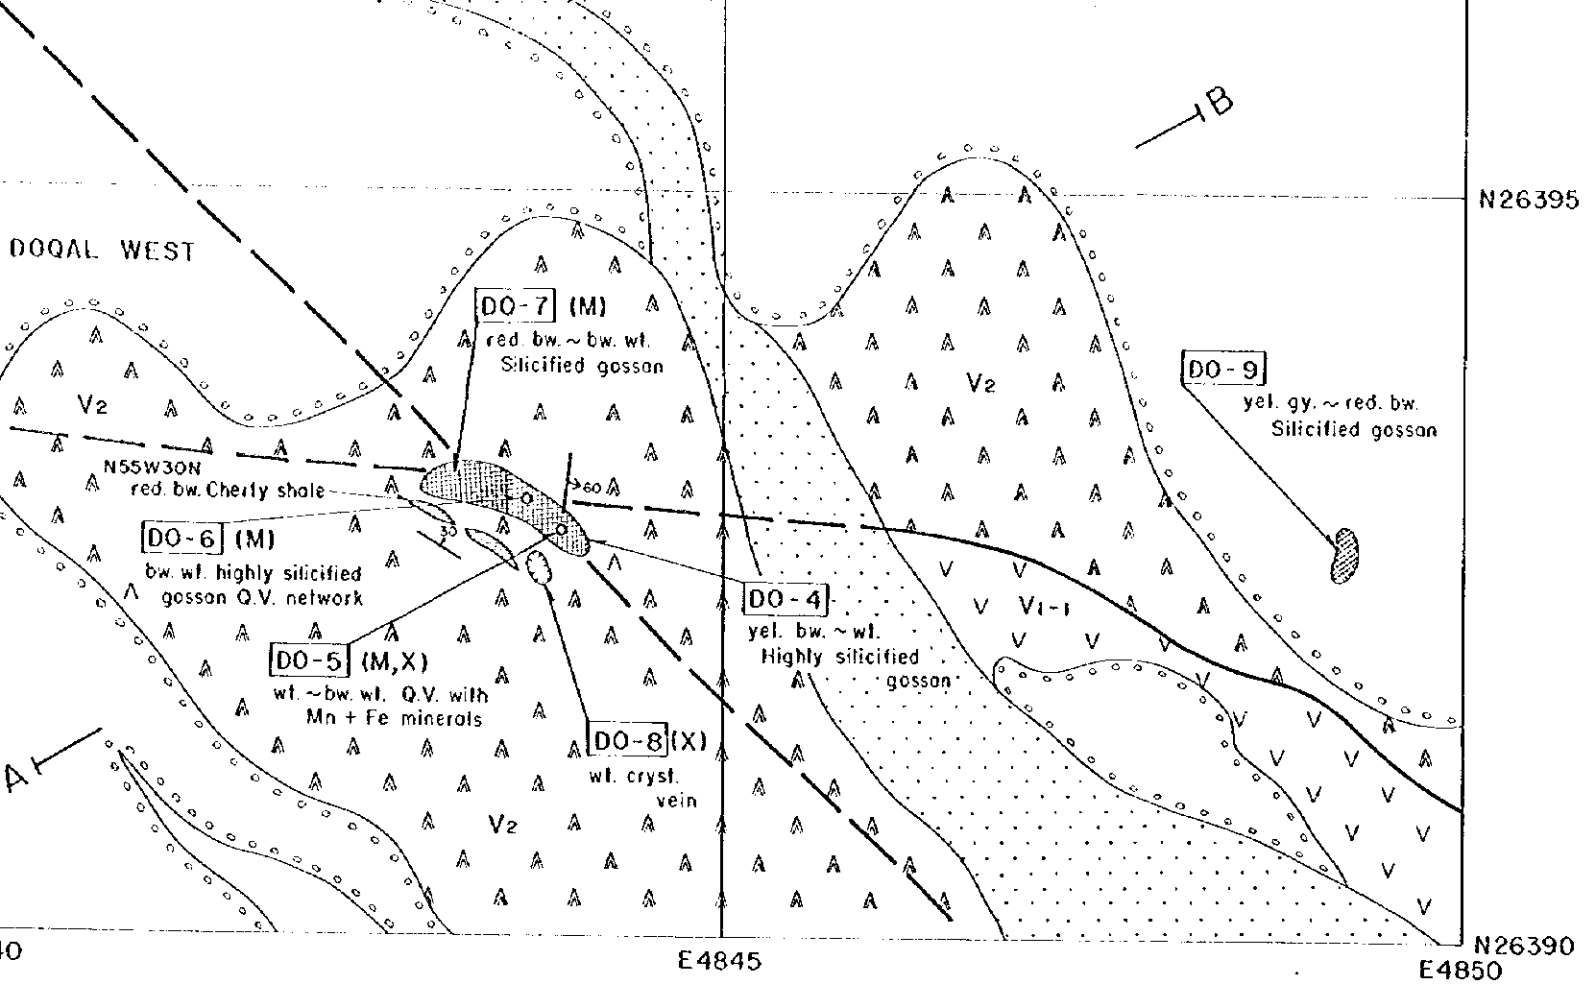 B
N26395
DOQAL WEST
DO-7 (M)
red. bw. ~ bw. wt.
Silicified gossan
DO-9
yel. gy. ~ red. bw.
Silicified gossan
V2
V2
N55W30N
red. bw. Cherty shale
60
30
DO-6 (M)
bw. wt. highly silicified
gossan Q.V. network
DO-4
yel. bw. ~ wt.
Highly silicified
gossan
V1-1
DO-5 (M,X)
wt. ~ bw. wt. Q.V. with
Mn + Fe minerals
DO-8 (X)
wt. cryst.
vein
A
V2
40
E4845
N26390
E4850